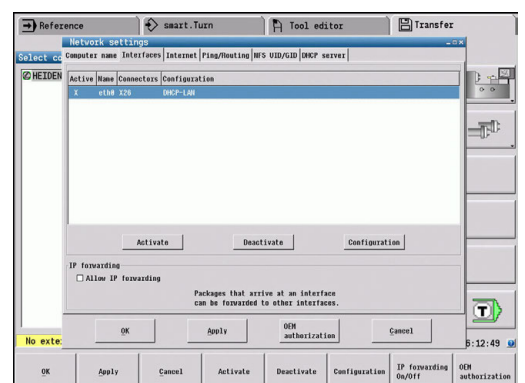 Reference smart.Turn Tool editor Transfer
Network settings
Select co
Computer name Interfaces Internet Ping/Routing NFS UID/GID DHCP server
HEIDEN
Active Name Connectors Configuration
X eth0 X26 DHCP-LAN
Activate Deactivate Configuration
IP forwarding
Allow IP forwarding
Packages that arrive at an interface
can be forwarded to other interfaces.
OK Apply OEM authorization Cancel
T
No exte
6:12:49
OK Apply Cancel Activate Deactivate Configuration IP forwarding On/Off OEM authorization